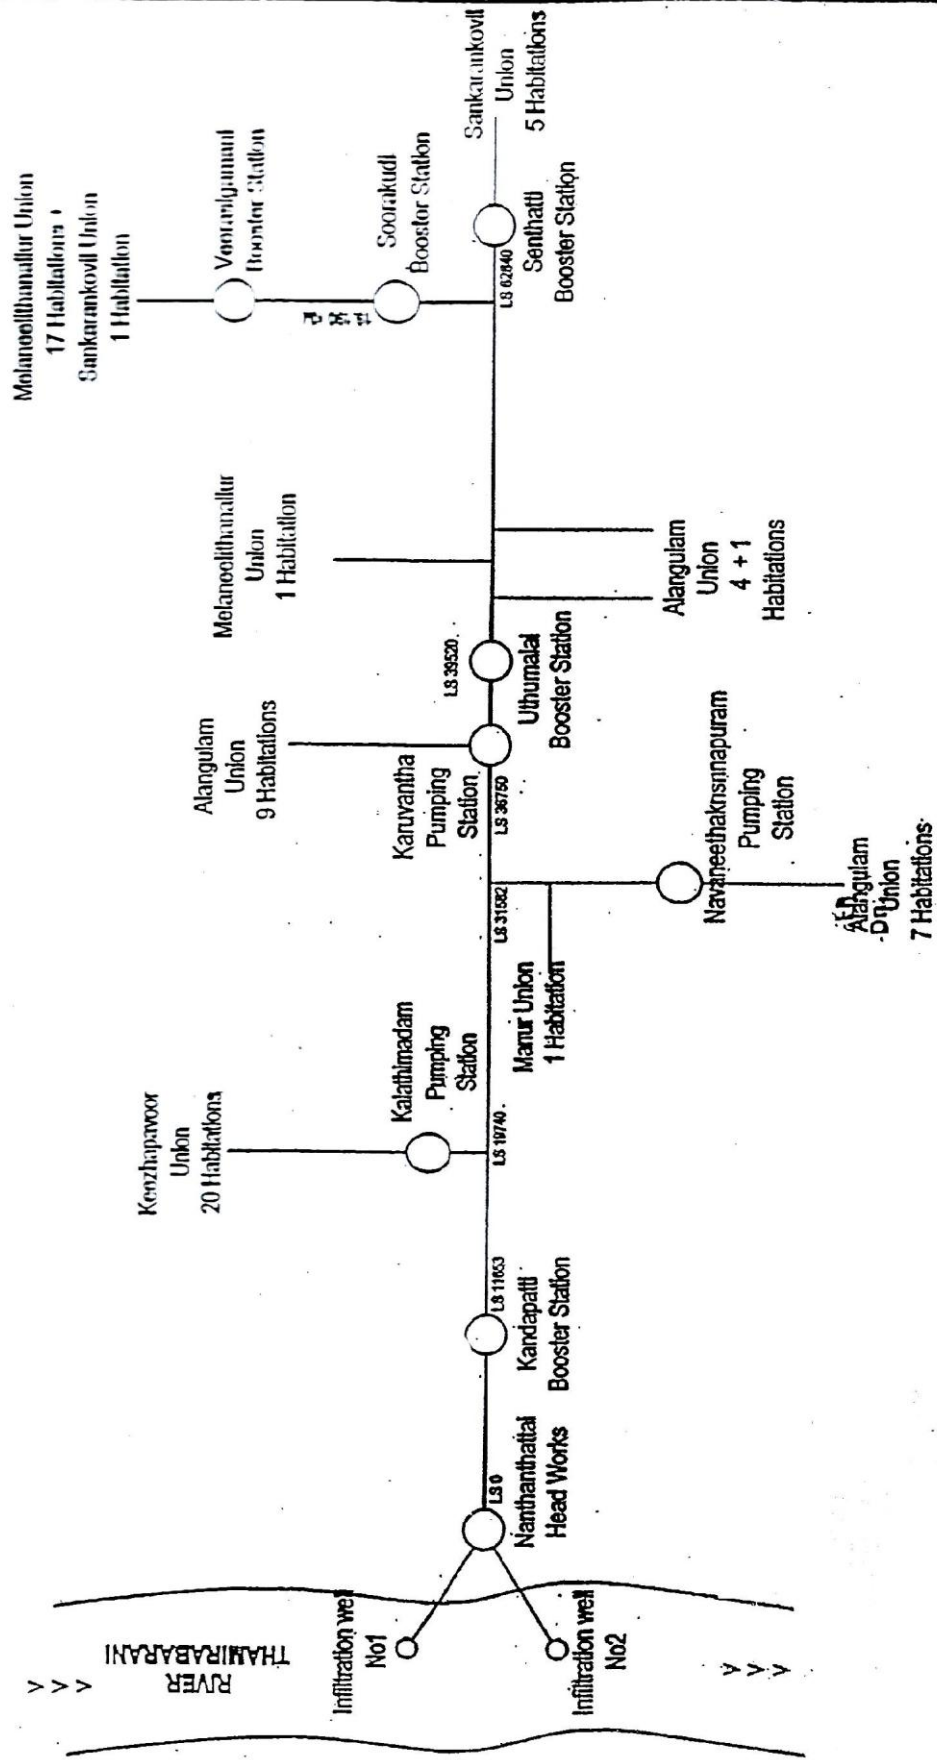 RIVER
THAMIRABARANI
V V V
V V V
Infiltration well
No1
Infiltration well
No2
LS 0
Nanthanthattai
Head Works
LS 11653
Kandapatti
Booster Station
Keezhapavoor
Union
20 Habitations
Kalathimadam
Pumping
Station
LS 19740.
LS 31582
Manur Union
1 Habitation
Navaneethakrisnnapuram
Pumping
Station
Alangulam
Union
7 Habitations
Alangulam
Union
9 Habitations
Karuvantha
Pumping
Station
LS 36750
LS 39520.
Uthumalai
Booster Station
Melaneelithanallur
Union
1 Habitation
Alangulam
Union
4 + 1
Habitations
Melaneelithanallur Union
17 Habitations +
Sankarankovil Union
1 Habitation
Booster Station
Soorakudi
Booster Station
LS 62840
Senthatti
Booster Station
Sankarankovil
Union
5 Habitations